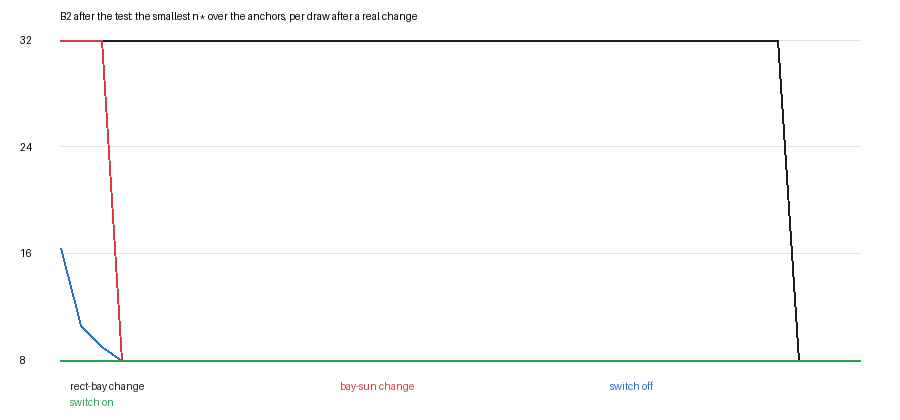 B2 after the test: the smallest n⋆ over the anchors, per draw after a real change
32
24
16
8
rect-bay change bay-sun change switch off
switch on